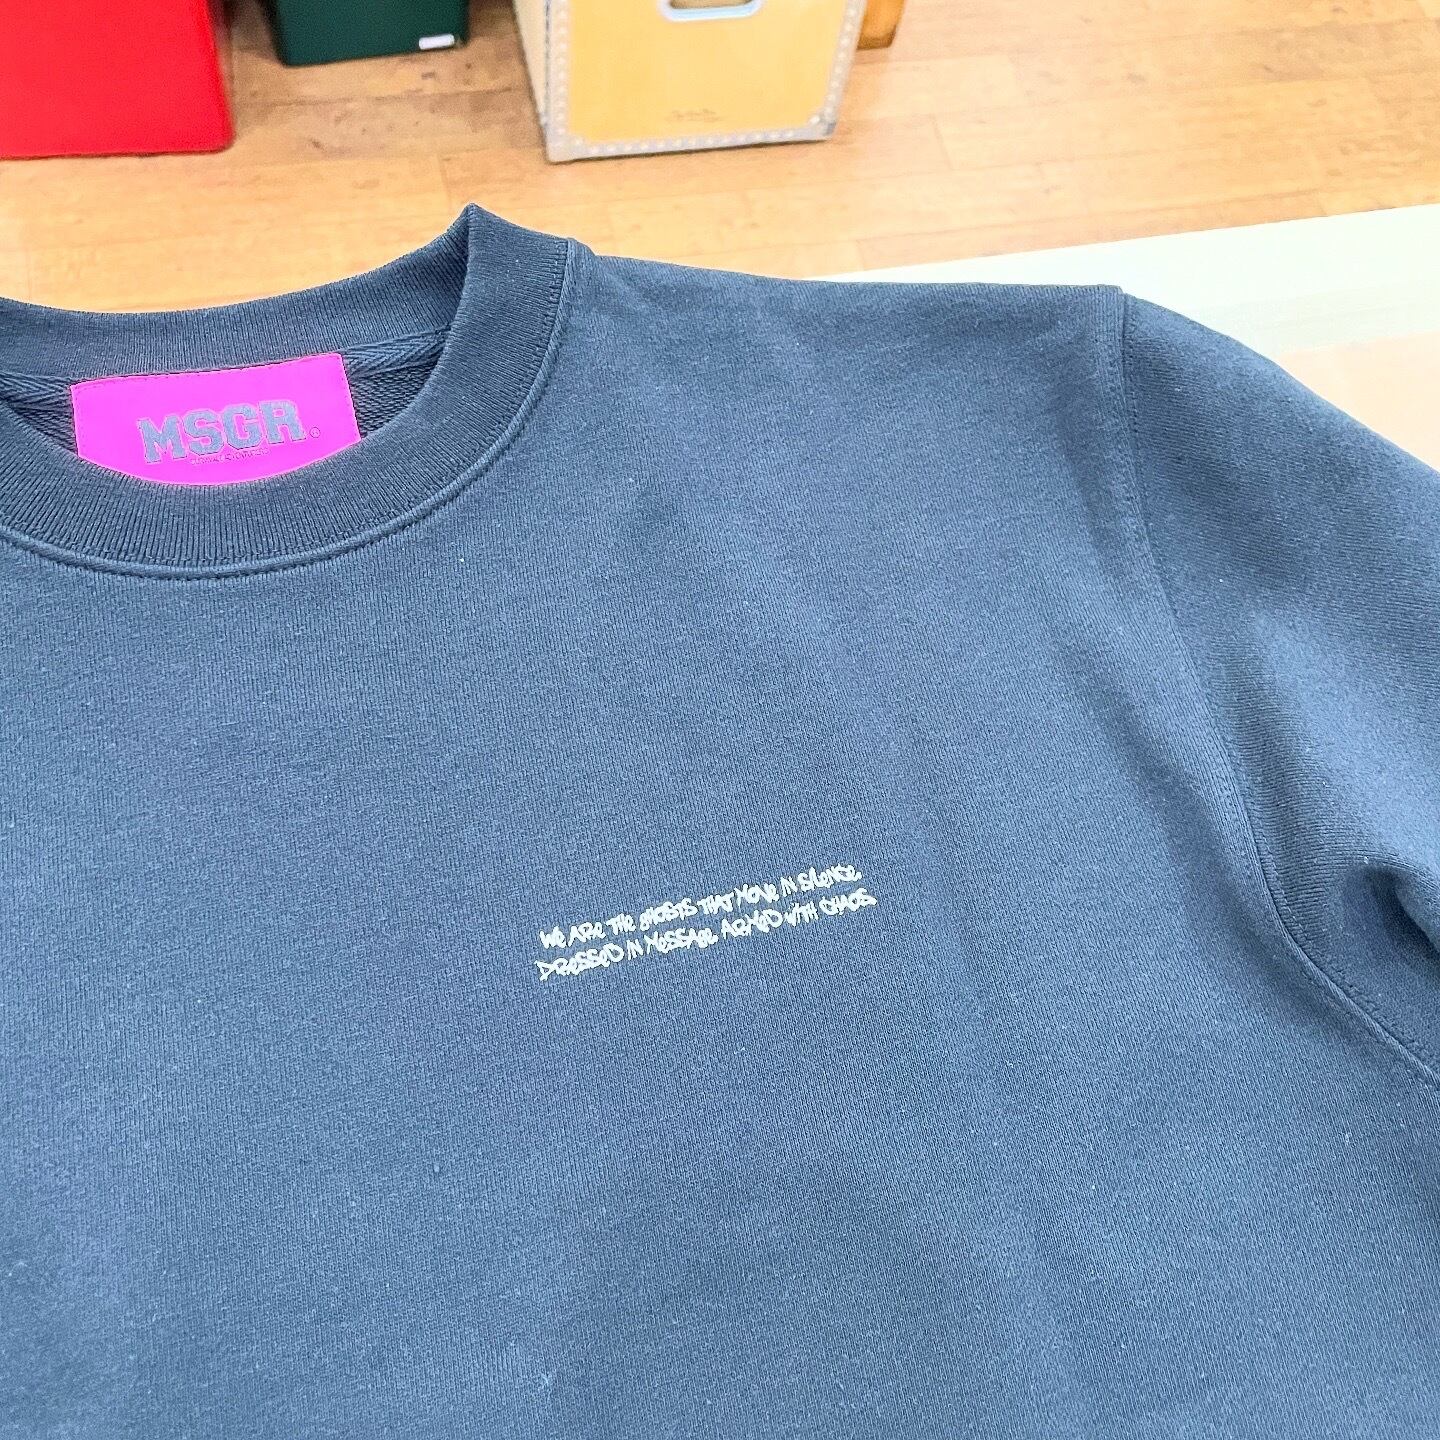 MSGR®
WE ARE THE GHOSTS THAT MOVE IN SILENCE.
DRESSED IN MESSAGE. ARMED WITH CHAOS.